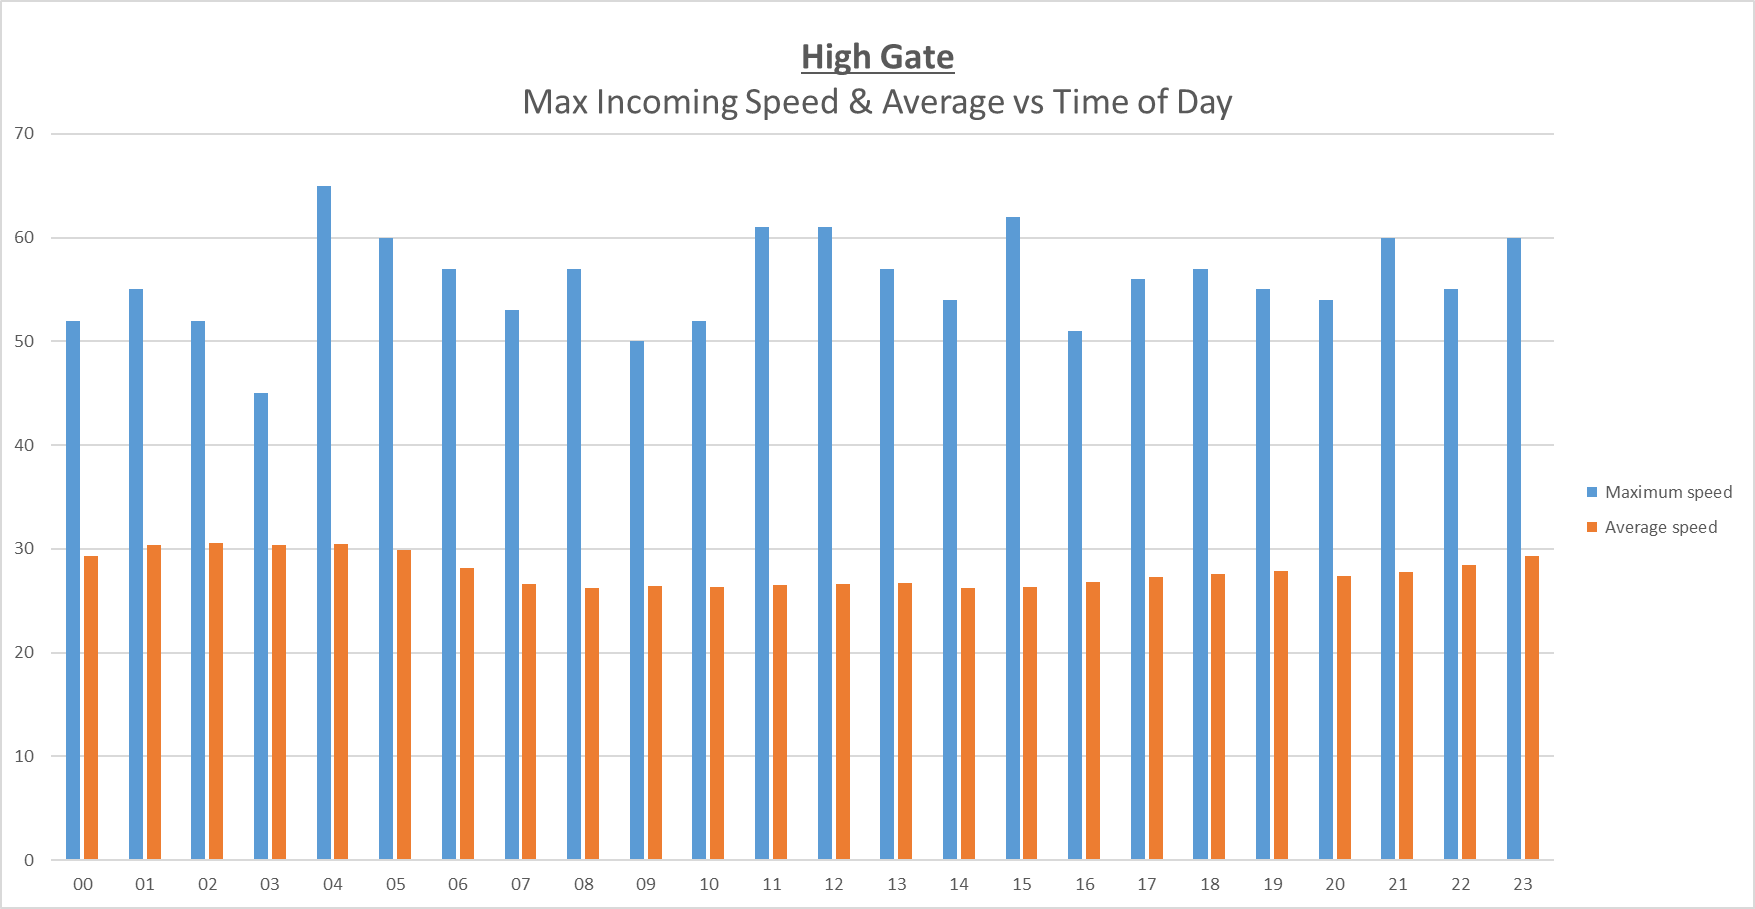 High Gate
Max Incoming Speed & Average vs Time of Day
70
60
50
40
30
20
10
0
00 01 02 03 04 05 06 07 08 09 10 11 12 13 14 15 16 17 18 19 20 21 22 23
Maximum speed
Average speed